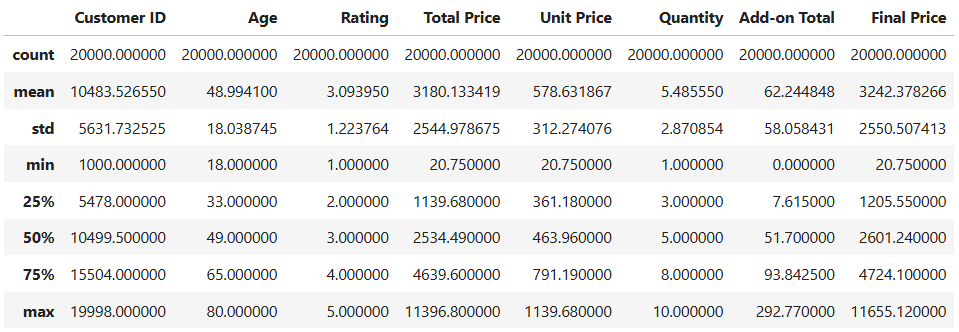 Customer ID Age Rating Total Price Unit Price Quantity Add-on Total Final Price
count 20000.000000 20000.000000 20000.000000 20000.000000 20000.000000 20000.000000 20000.000000 20000.000000
mean 10483.526550 48.994100 3.093950 3180.133419 578.631867 5.485550 62.244848 3242.378266
std 5631.732525 18.038745 1.223764 2544.978675 312.274076 2.870854 58.058431 2550.507413
min 1000.000000 18.000000 1.000000 20.750000 20.750000 1.000000 0.000000 20.750000
25% 5478.000000 33.000000 2.000000 1139.680000 361.180000 3.000000 7.615000 1205.550000
50% 10499.500000 49.000000 3.000000 2534.490000 463.960000 5.000000 51.700000 2601.240000
75% 15504.000000 65.000000 4.000000 4639.600000 791.190000 8.000000 93.842500 4724.100000
max 19998.000000 80.000000 5.000000 11396.800000 1139.680000 10.000000 292.770000 11655.120000